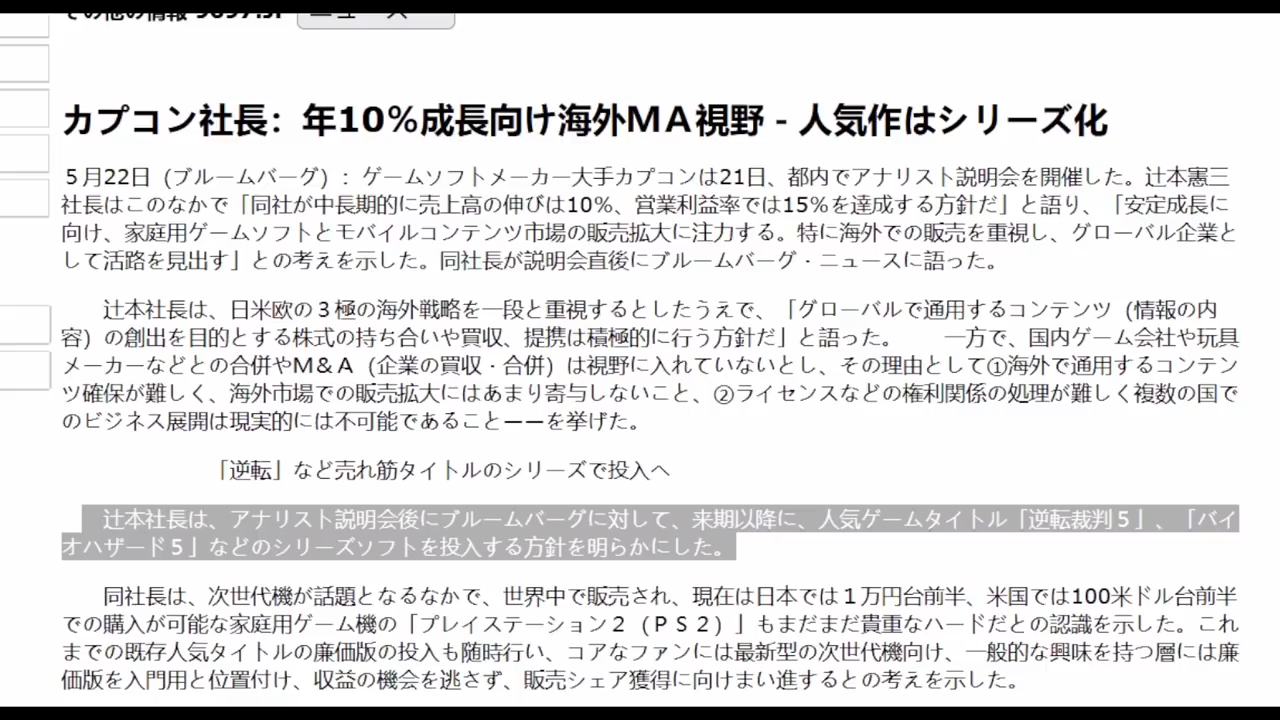 その他の情報 9697.JP ニュース
カプコン社長：年10％成長向け海外ＭＡ視野 - 人気作はシリーズ化
５月22日（ブルームバーグ）：ゲームソフトメーカー大手カプコンは21日、都内でアナリスト説明会を開催した。辻本憲三
社長はこのなかで「同社が中長期的に売上高の伸びは10％、営業利益率では15％を達成する方針だ」と語り、「安定成長に
向け、家庭用ゲームソフトとモバイルコンテンツ市場の販売拡大に注力する。特に海外での販売を重視し、グローバル企業と
して活路を見出す」との考えを示した。同社長が説明会直後にブルームバーグ・ニュースに語った。
辻本社長は、日米欧の３極の海外戦略を一段と重視するとしたうえで、「グローバルで通用するコンテンツ（情報の内
容）の創出を目的とする株式の持ち合いや買収、提携は積極的に行う方針だ」と語った。　　一方で、国内ゲーム会社や玩具
メーカーなどとの合併やＭ＆Ａ（企業の買収・合併）は視野に入れていないとし、その理由として①海外で通用するコンテン
ツ確保が難しく、海外市場での販売拡大にはあまり寄与しないこと、②ライセンスなどの権利関係の処理が難しく複数の国で
のビジネス展開は現実的には不可能であることーーを挙げた。
「逆転」など売れ筋タイトルのシリーズで投入へ
辻本社長は、アナリスト説明会後にブルームバーグに対して、来期以降に、人気ゲームタイトル「逆転裁判５」、「バイ
オハザード５」などのシリーズソフトを投入する方針を明らかにした。
同社長は、次世代機が話題となるなかで、世界中で販売され、現在は日本では１万円台前半、米国では100米ドル台前半
での購入が可能な家庭用ゲーム機の「プレイステーション２（ＰＳ２）」もまだまだ貴重なハードだとの認識を示した。これ
までの既存人気タイトルの廉価版の投入も随時行い、コアなファンには最新型の次世代機向け、一般的な興味を持つ層には廉
価版を入門用と位置付け、収益の機会を逃さず、販売シェア獲得に向けまい進するとの考えを示した。